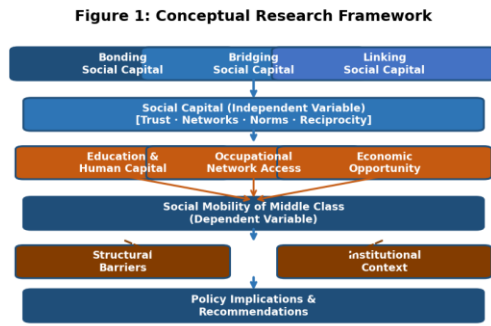 Figure 1: Conceptual Research Framework
Bonding
Social Capital
Bridging
Social Capital
Linking
Social Capital
Social Capital (Independent Variable)
[Trust · Networks · Norms · Reciprocity]
Education &
Human Capital
Occupational
Network Access
Economic
Opportunity
Social Mobility of Middle Class
(Dependent Variable)
Structural
Barriers
Institutional
Context
Policy Implications &
Recommendations